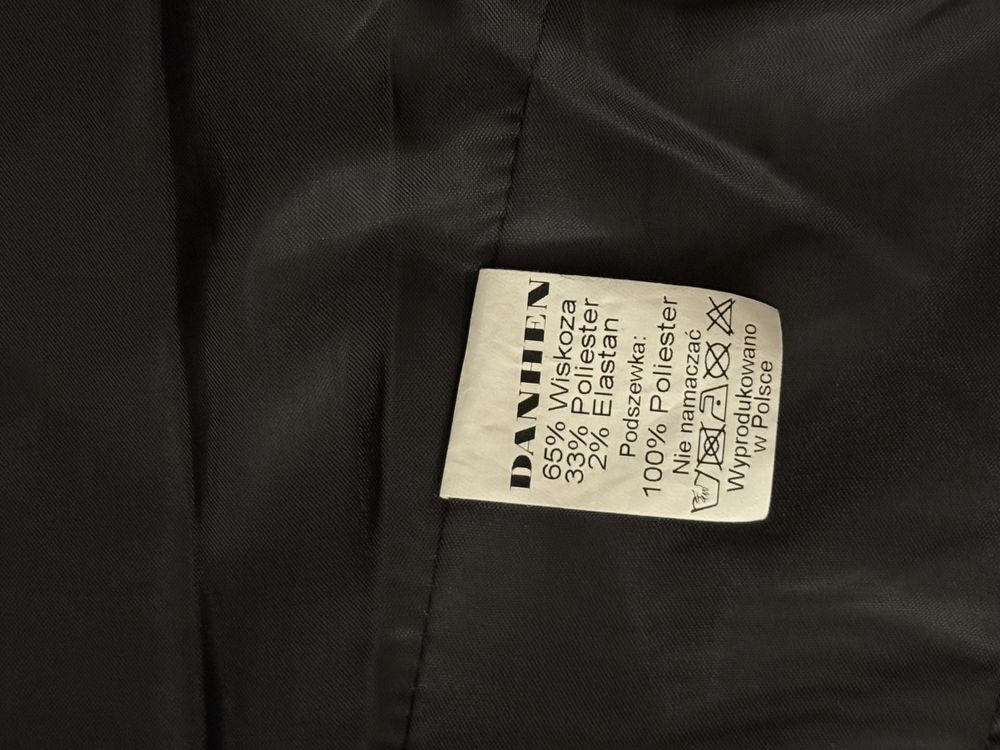 DANHEN
65% Wiskoza
33% Poliester
2% Elastan
Podszewka:
100% Poliester
Nie namaczać
Wyprodukowano
w Polsce